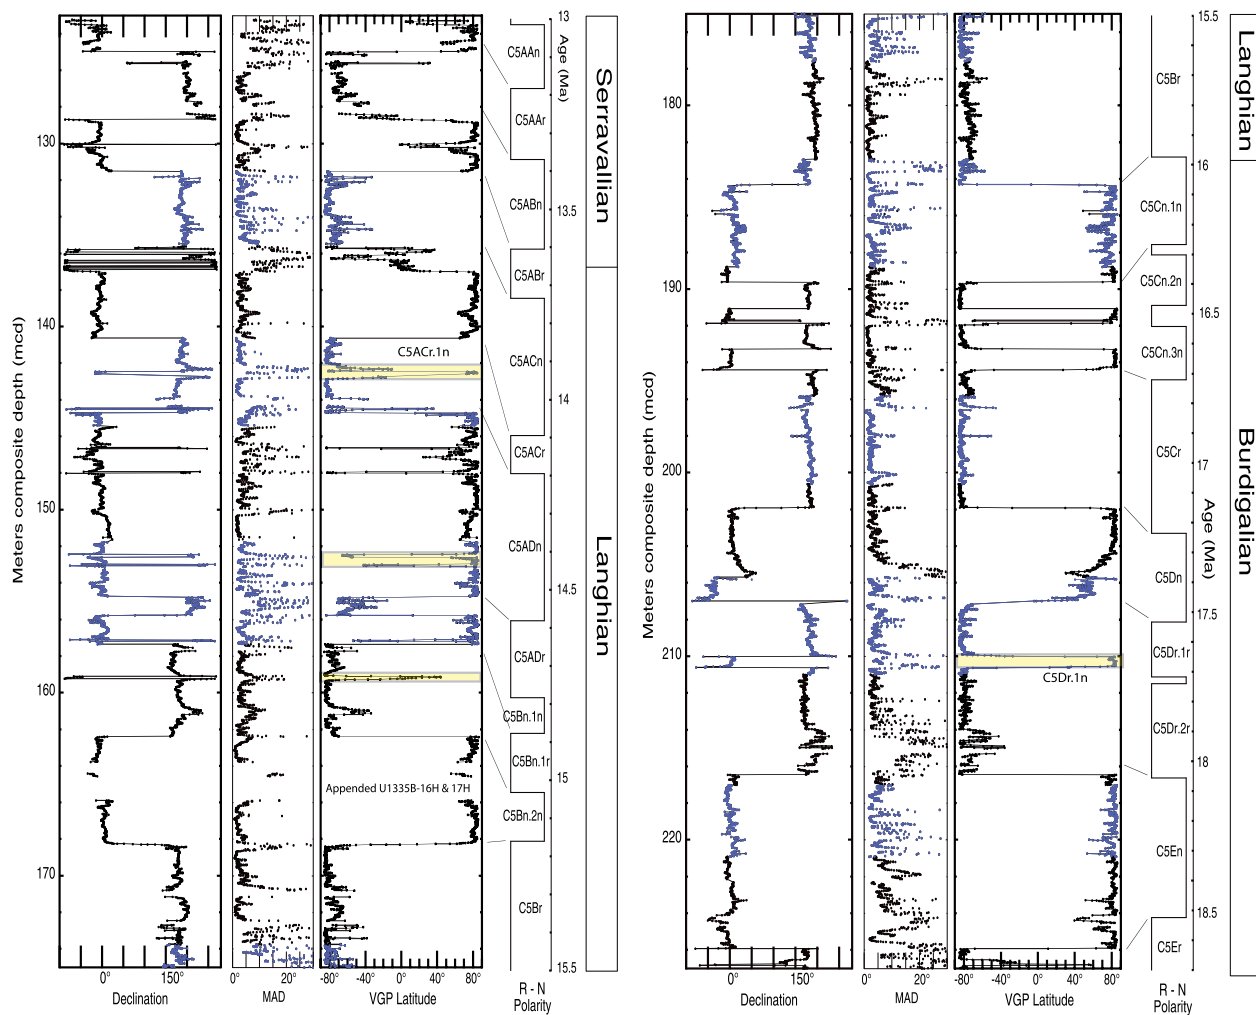 13
Age (Ma)
C5AAn
C5AAr
130
C5ABn
13.5
Serravallian
C5ABr
140
C5ACr.1n
C5ACn
14
C5ACr
150
C5ADn
14.5
Langhian
C5ADr
160
C5Bn.1n
C5Bn.1r
15
Appended U1335B-16H & 17H
C5Bn.2n
170
C5Br
15.5
Meters composite depth (mcd)
0° 150°
0° 20°
-80° -40° 0° 40° 80°
Declination
MAD
VGP Latitude
R - N
Polarity
15.5
Langhian
C5Br
180
16
C5Cn.1n
190
C5Cn.2n
16.5
C5Cn.3n
200
C5Cr
17
Burdigalian
Age (Ma)
C5Dn
17.5
210
C5Dr.1r
C5Dr.1n
C5Dr.2r
18
220
C5En
18.5
C5Er
Meters composite depth (mcd)
0° 150°
0° 20°
-80° -40° 0° 40° 80°
Declination
MAD
VGP Latitude
R - N
Polarity